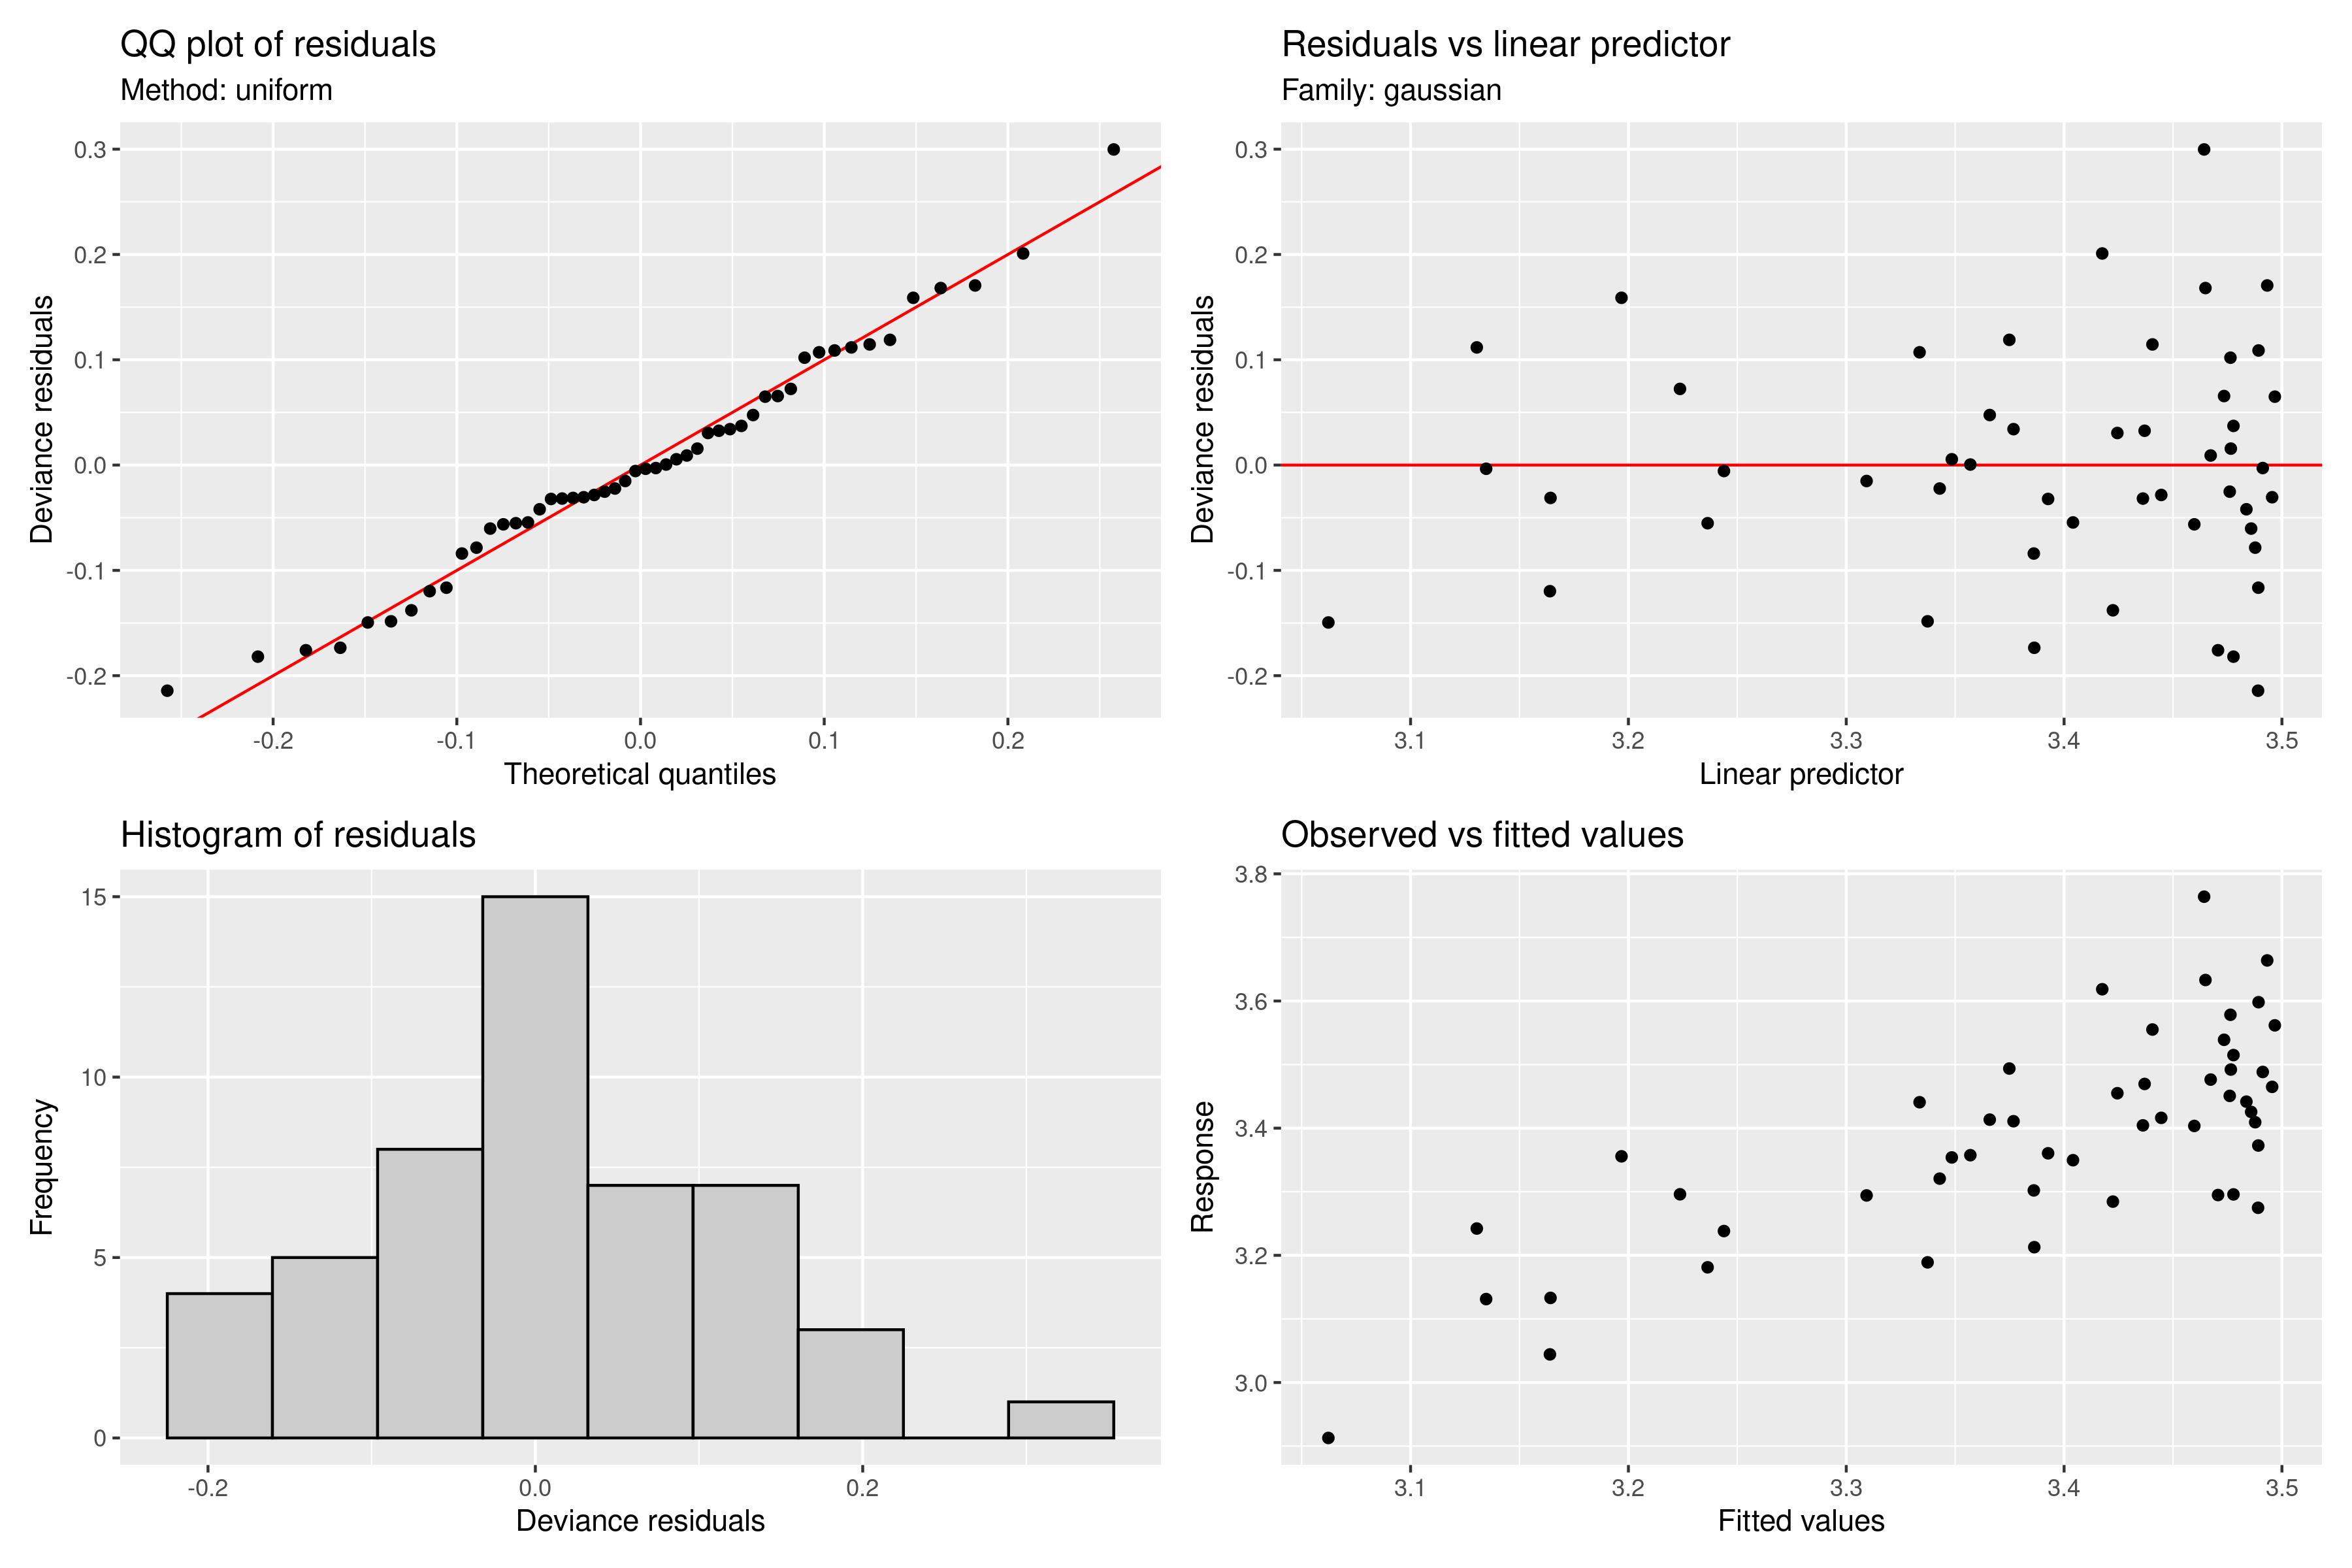 QQ plot of residuals
Method: uniform
0.3
0.2
0.1
0.0
-0.1
-0.2
Deviance residuals
-0.2 -0.1 0.0 0.1 0.2
Theoretical quantiles
Residuals vs linear predictor
Family: gaussian
0.3
0.2
0.1
0.0
-0.1
-0.2
Deviance residuals
3.1 3.2 3.3 3.4 3.5
Linear predictor
Histogram of residuals
15
10
5
0
Frequency
-0.2 0.0 0.2
Deviance residuals
Observed vs fitted values
3.8
3.6
3.4
3.2
3.0
Response
3.1 3.2 3.3 3.4 3.5
Fitted values